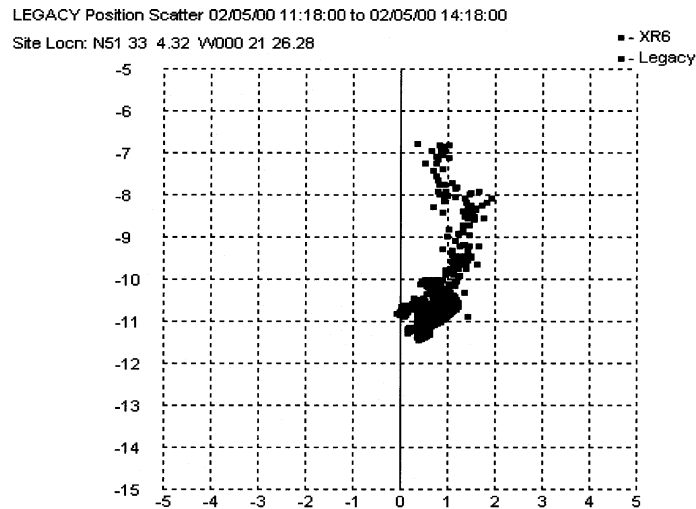 LEGACY Position Scatter 02/05/00 11:18:00 to 02/05/00 14:18:00
Site Locn: N51 33 4.32 W000 21 26.28
- XR6
- Legacy
-5
-6
-7
-8
-9
-10
-11
-12
-13
-14
-15
-5 -4 -3 -2 -1 0 1 2 3 4 5